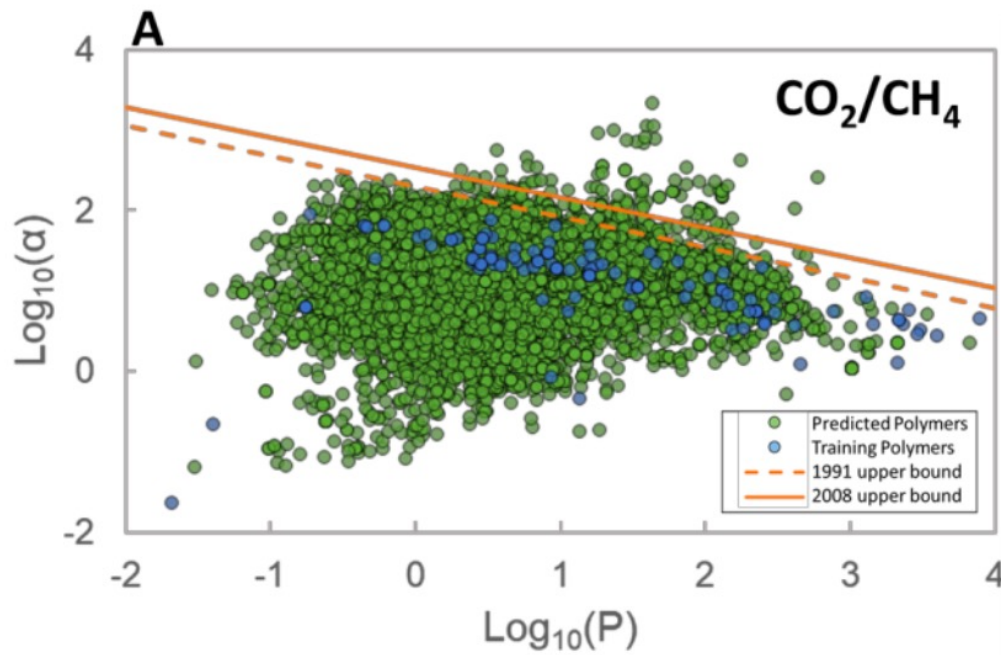 A
CO₂/CH₄
Log₁₀(α)
4
2
0
-2
Predicted Polymers
Training Polymers
1991 upper bound
2008 upper bound
-2 -1 0 1 2 3 4
Log₁₀(P)